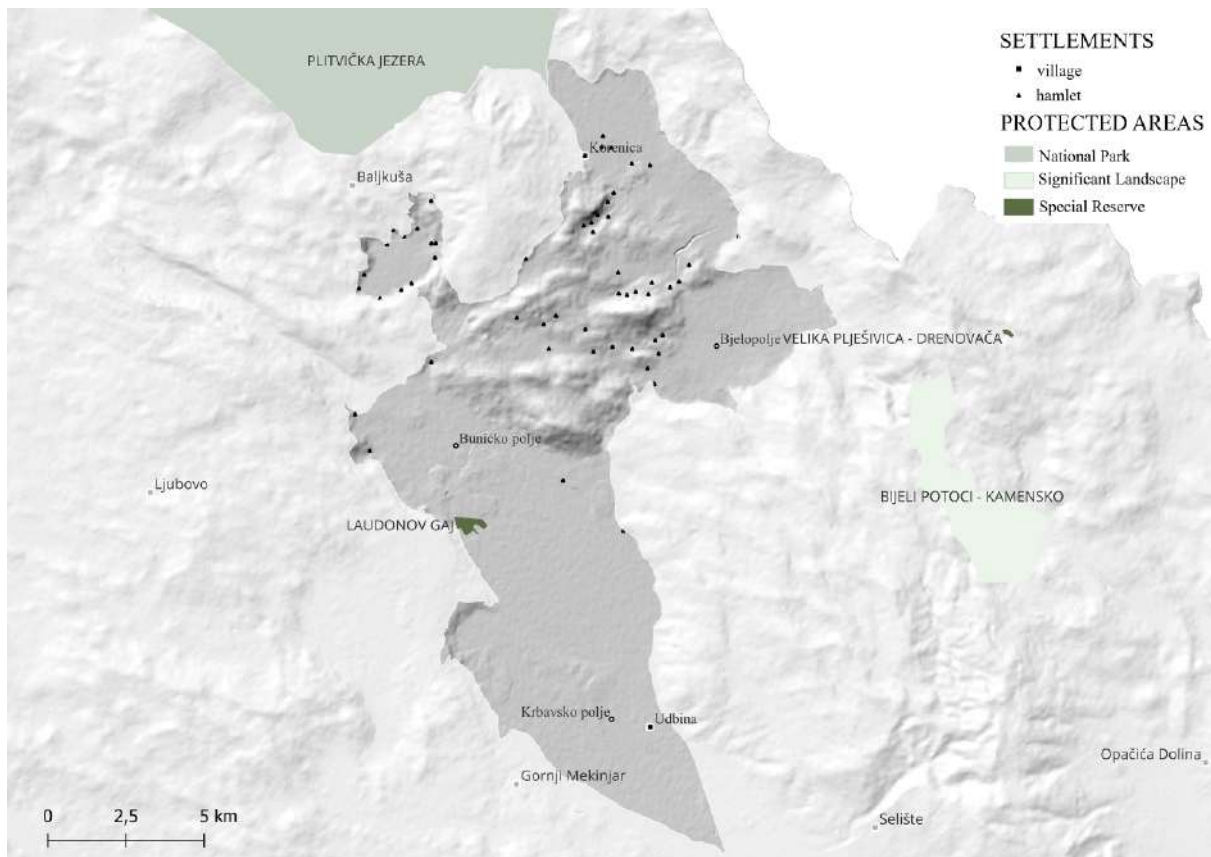 PLITVIČKA JEZERA
SETTLEMENTS
village
hamlet
PROTECTED AREAS
National Park
Significant Landscape
Special Reserve
Korenica
Baljkuša
Bjelopolje
VELIKA PLJEŠIVICA - DRENOVAČA
Buničko polje
Ljubovo
BIJELI POTOCI - KAMENSKO
LAUDONOV GAJ
Krbavsko polje
Udbina
Opačića Dolina
Gornji Mekinjar
Selište
0 2,5 5 km